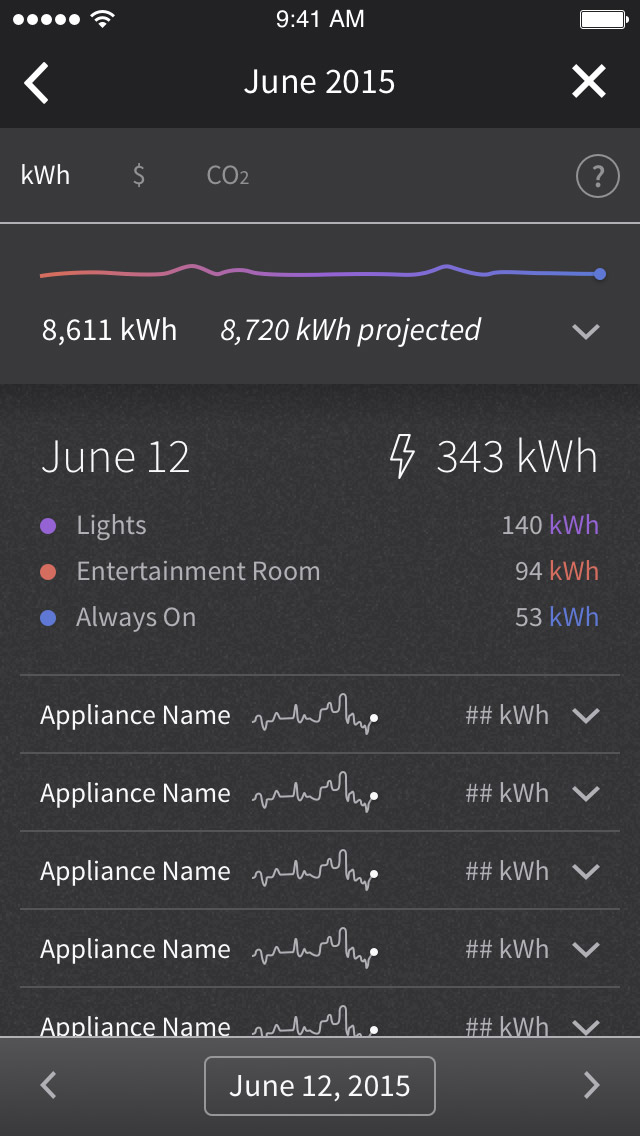 9:41 AM
June 2015
kWh $ CO2 ?
8,611 kWh 8,720 kWh projected
June 12 343 kWh
Lights 140 kWh
Entertainment Room 94 kWh
Always On 53 kWh
Appliance Name ## kWh
Appliance Name ## kWh
Appliance Name ## kWh
Appliance Name ## kWh
Appliance Name ## kWh
June 12, 2015